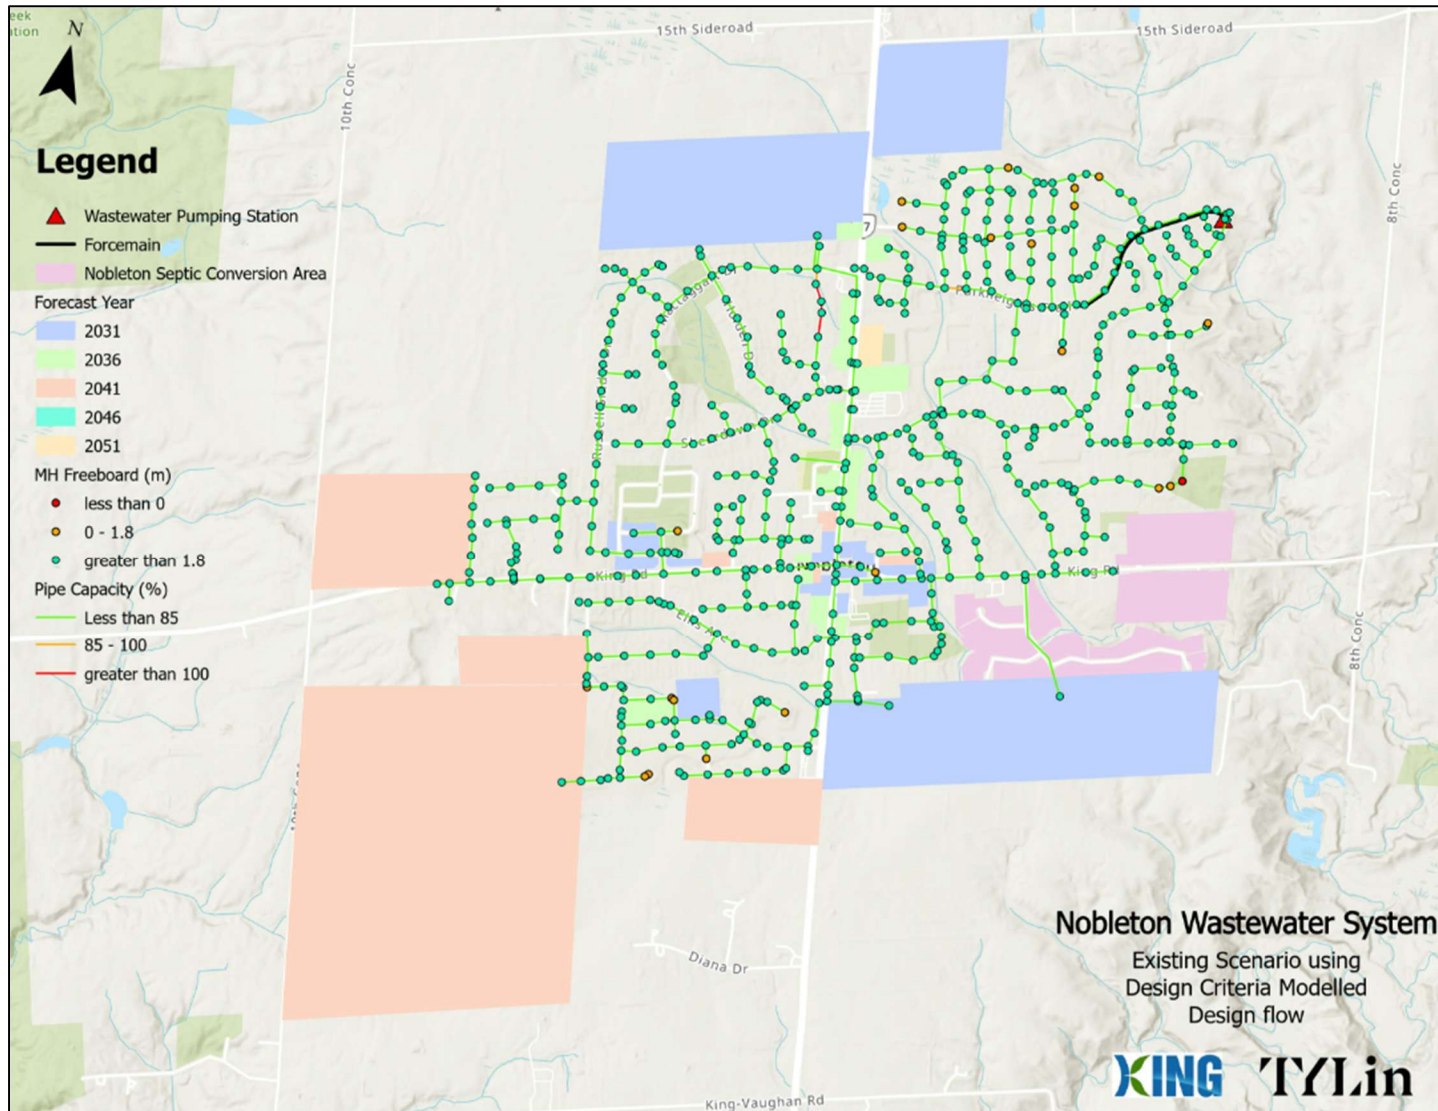 eek
ation
N
15th Sideroad
15th Sideroad
10th Conc
8th Conc
Legend
Wastewater Pumping Station
Forcemain
Nobleton Septic Conversion Area
Forecast Year
2031
2036
2041
2046
2051
MH Freeboard (m)
less than 0
0 - 1.8
greater than 1.8
Pipe Capacity (%)
Less than 85
85 - 100
greater than 100
7
King Rd
King Rd
8th Conc
Diana Dr
King-Vaughan Rd
Nobleton Wastewater System
Existing Scenario using
Design Criteria Modelled
Design flow
KING
TYLin